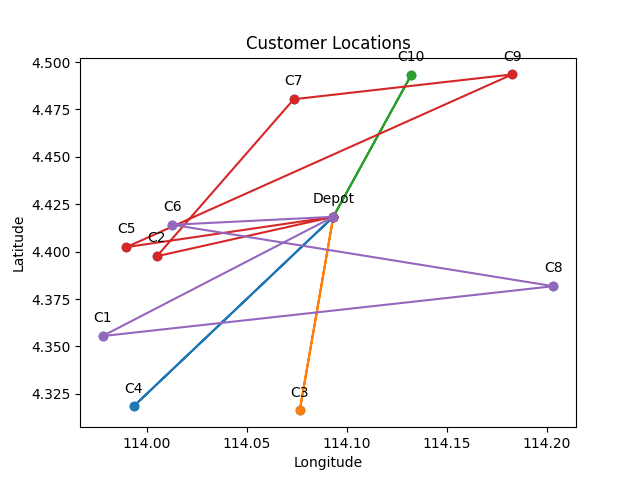 Customer Locations
C10
C9
C7
Depot
C6
C5
C2
C8
C1
C4
C3
4.500
4.475
4.450
4.425
4.400
4.375
4.350
4.325
Latitude
114.00
114.05
114.10
114.15
114.20
Longitude